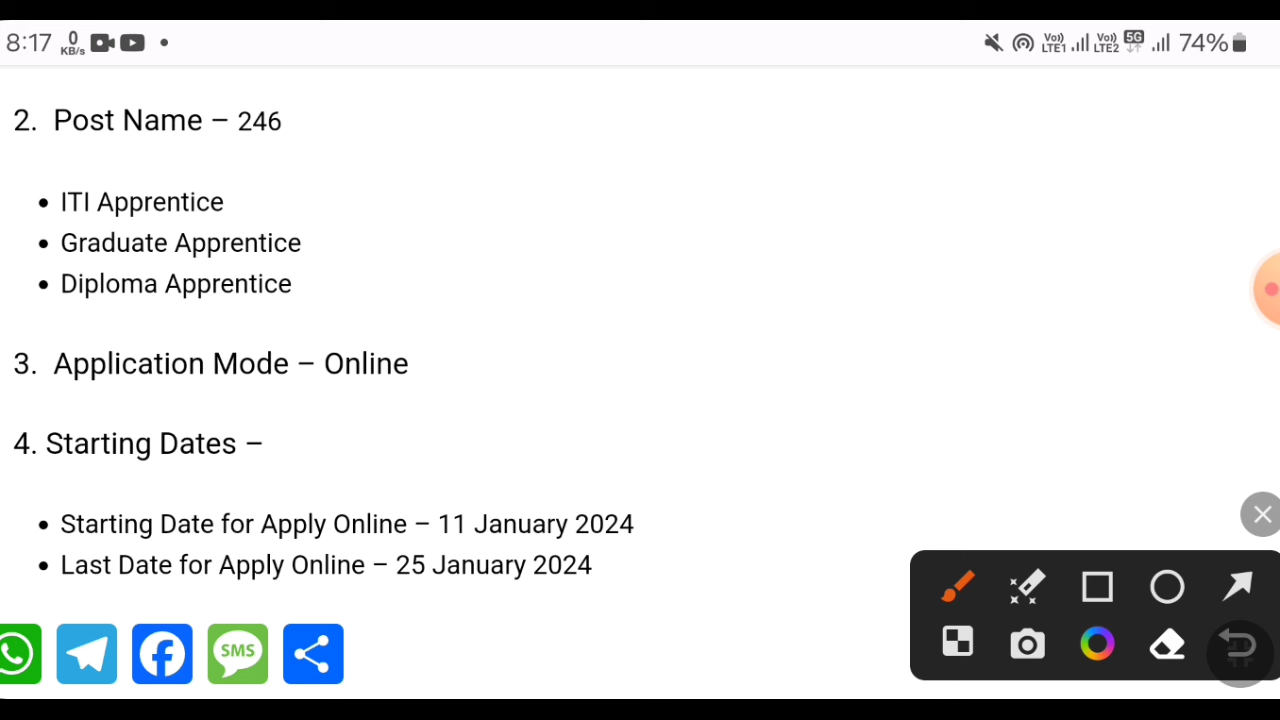 8:17 0 KB/s Vo)) LTE1 Vo)) LTE2 5G 74%
2. Post Name – 246
• ITI Apprentice
• Graduate Apprentice
• Diploma Apprentice
3. Application Mode – Online
4. Starting Dates –
• Starting Date for Apply Online – 11 January 2024
• Last Date for Apply Online – 25 January 2024
SMS